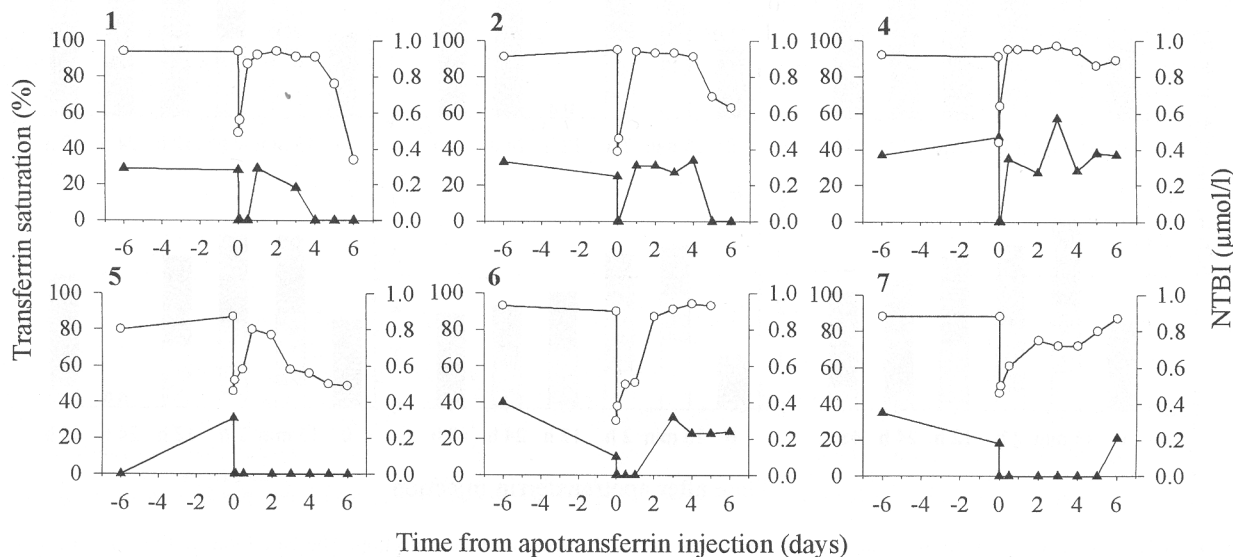 1 2 4
100 1.0 100 1.0 100 1.0
80 0.8 80 0.8 80 0.8
60 0.6 60 0.6 60 0.6
40 0.4 40 0.4 40 0.4
20 0.2 20 0.2 20 0.2
0 0.0 0 0.0 0 0.0
-6 -4 -2 0 2 4 6 -6 -4 -2 0 2 4 6 -6 -4 -2 0 2 4 6
5 6 7
100 1.0 100 1.0 100 1.0
80 0.8 80 0.8 80 0.8
60 0.6 60 0.6 60 0.6
40 0.4 40 0.4 40 0.4
20 0.2 20 0.2 20 0.2
0 0.0 0 0.0 0 0.0
-6 -4 -2 0 2 4 6 -6 -4 -2 0 2 4 6 -6 -4 -2 0 2 4 6
Transferrin saturation (%)
NTBI (µmol/l)
Time from apotransferrin injection (days)